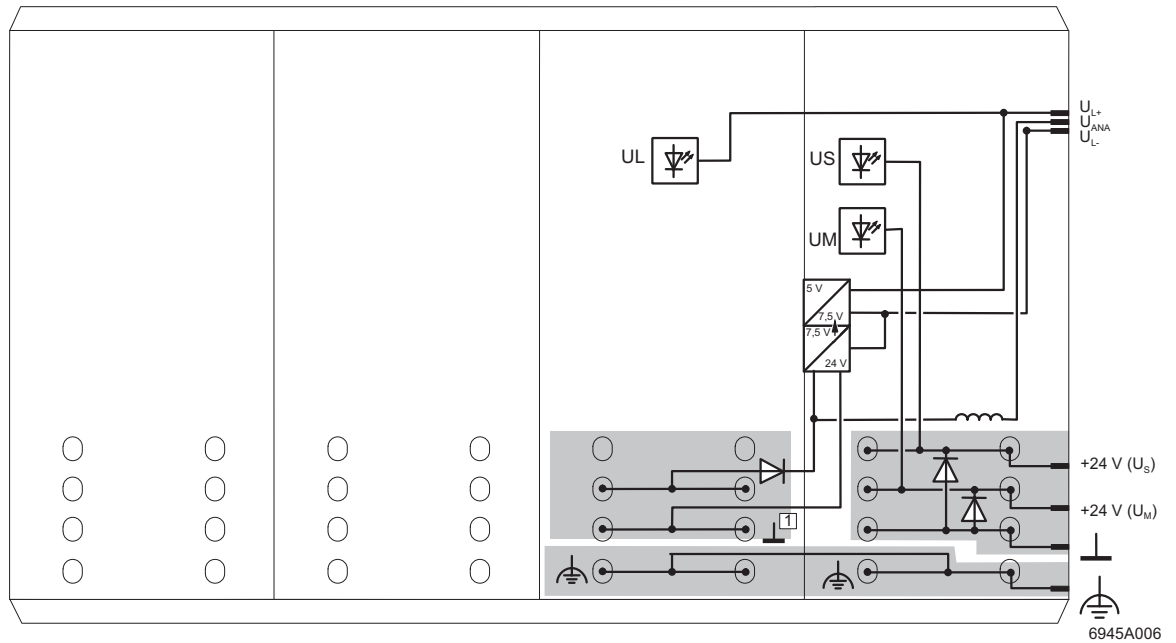 U_L+
U_ANA
U_L-
UL
US
UM
5 V
7,5 V
7,5 V
24 V
+24 V (U_S)
+24 V (U_M)
1
6945A006